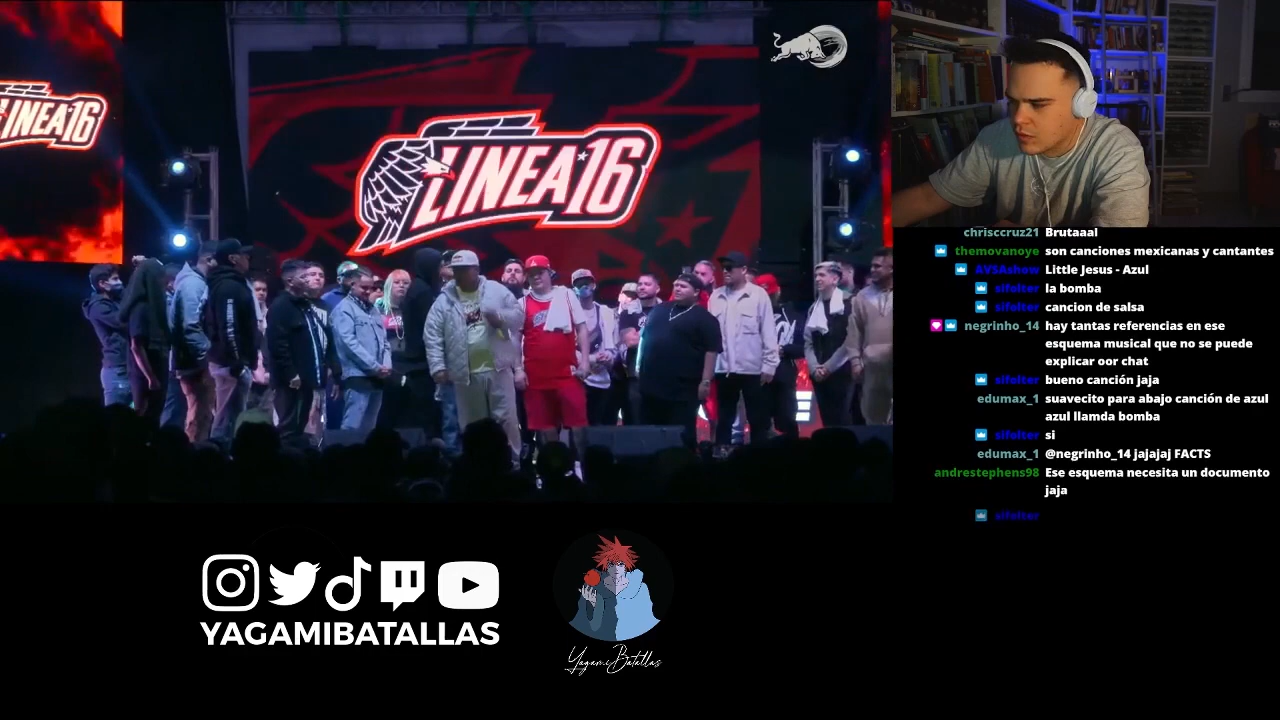 LINEA16
LINEA16
chrisccruz21 Brutaaal
themovanoye son canciones mexicanas y cantantes
AVSAshow Little Jesus - Azul
sifolter la bomba
sifolter cancion de salsa
negrinho_14 hay tantas referencias en ese
esquema musical que no se puede
explicar oor chat
sifolter bueno canción jaja
edumax_1 suavecito para abajo canción de azul
azul llamda bomba
sifolter si
edumax_1 @negrinho_14 jajajaj FACTS
andrestephens98 Ese esquema necesita un documento
jaja
sifolter
YAGAMIBATALLAS
YagamiBatallas